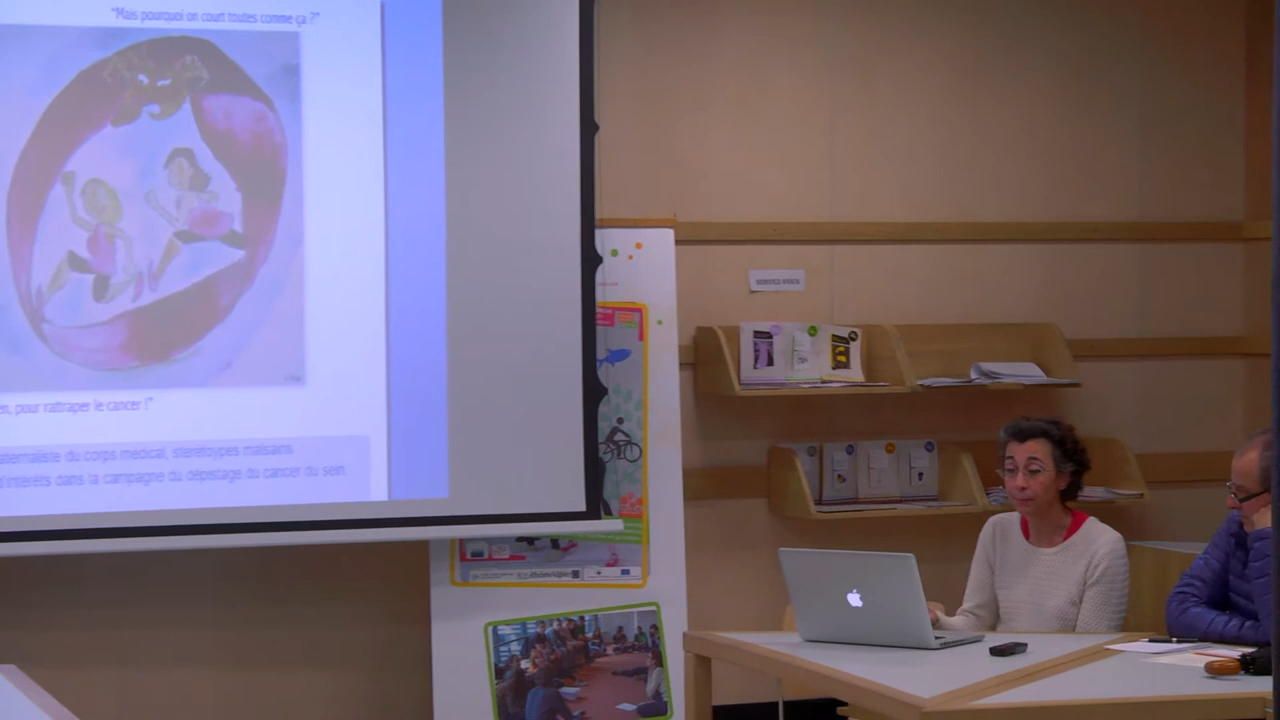 "Mais pourquoi on court toutes comme ça ?"
en, pour rattraper le cancer !"
aternaliste du corps médical, stéréotypes malsains
d'intérêts dans la campagne du dépistage du cancer du sein